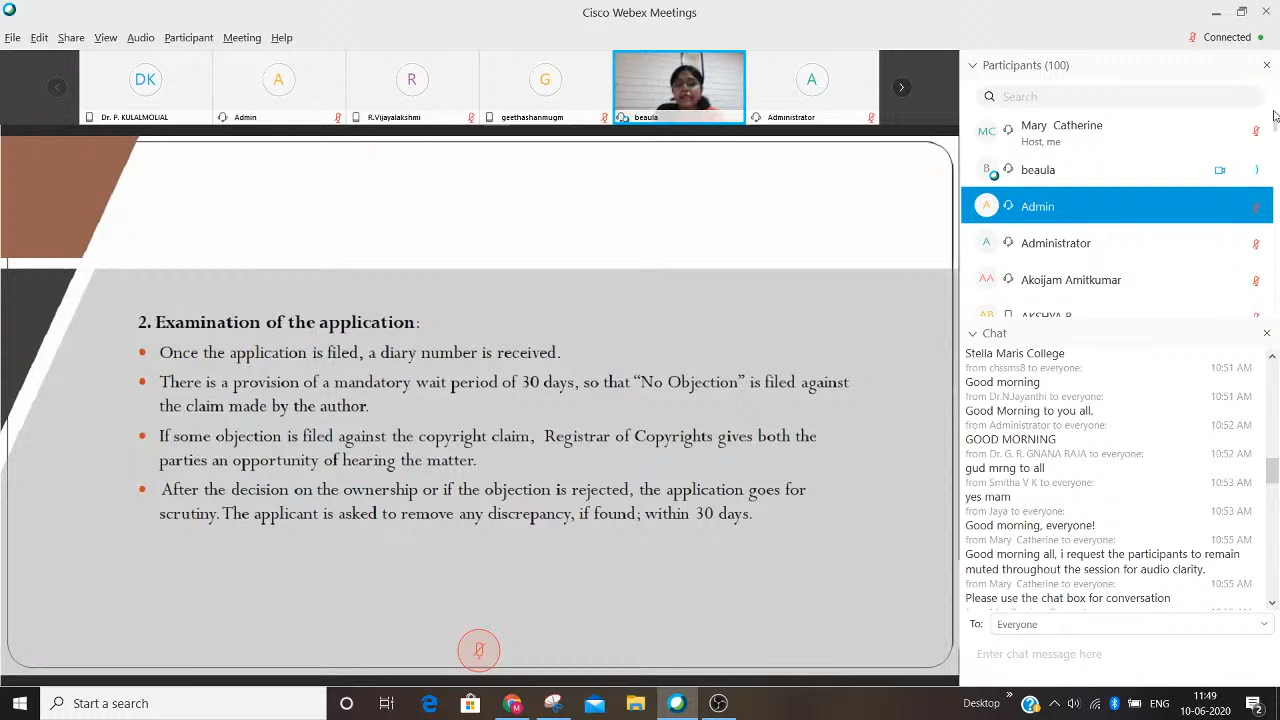 Cisco Webex Meetings
File Edit Share View Audio Participant Meeting Help
Connected
DK
A
R
G
A
Dr. P. KULALMOLIAL
Admin
R.Vijayalakshmi
geethashanmug
beaula
Administrator
2. Examination of the application:
Once the application is filed, a diary number is received.
There is a provision of a mandatory wait period of 30 days, so that “No Objection” is filed against
the claim made by the author.
If some objection is filed against the copyright claim, Registrar of Copyrights gives both the
parties an opportunity of hearing the matter.
After the decision on the ownership or if the objection is rejected, the application goes for
scrutiny. The applicant is asked to remove any discrepancy, if found; within 30 days.
Participants (100)
Search
MC Mary Catherine
Host, me
B beaula
A Admin
A Administrator
AA Akoijam Amitkumar
Chat
Stella Maris College
from chssms8 to everyone: 10:51 AM
Good morning
from Dr.N.Jayanthi to everyone: 10:51 AM
Good Morning to you all.
from Administrator to everyone: 10:52 AM
GOOD MORNING
from Dr. G. R. GNANA RAJA to everyone: 10:52 AM
gud mrng to all
from Smitha V K to everyone: 10:53 AM
yes mam
from Jaya to everyone: 10:53 AM
Good morning, everyone!
from Mary Catherine to everyone: 10:55 AM
Good morning all, i request the participants to remain
muted throughout the session for audio clarity.
from Mary Catherine to everyone: 10:55 AM
Please use the chat box for conversation
To: Everyone
Enter chat message here
Start a search
Desktop
ENG
11:49
10-06-2020
2